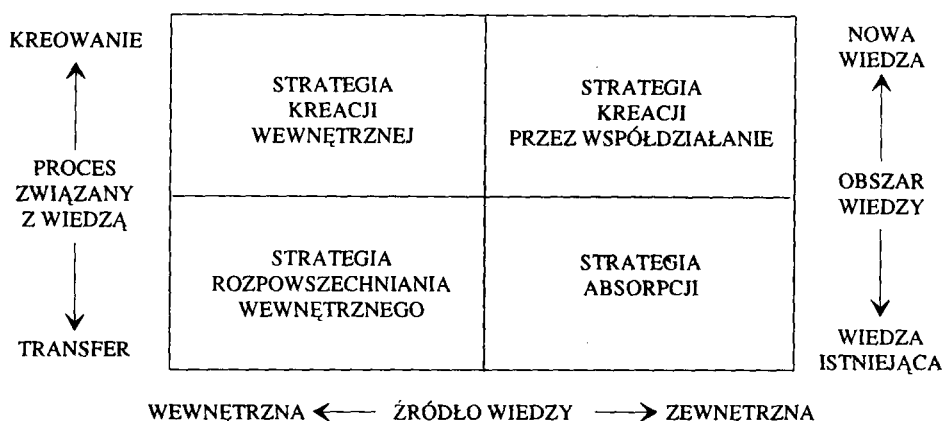 KREOWANIE
PROCES
ZWIĄZANY
Z WIEDZĄ
TRANSFER
STRATEGIA
KREACJI
WEWNĘTRZNEJ
STRATEGIA
KREACJI
PRZEZ WSPÓŁDZIAŁANIE
STRATEGIA
ROZPOWSZECHNIANIA
WEWNĘTRZNEGO
STRATEGIA
ABSORPCJI
NOWA
WIEDZA
OBSZAR
WIEDZY
WIEDZA
ISTNIEJĄCA
WEWNĘTRZNA ŹRÓDŁO WIEDZY ZEWNĘTRZNA